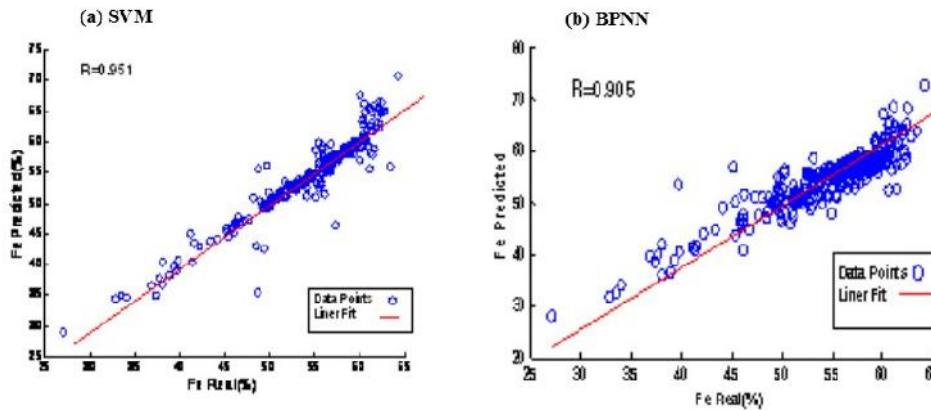 (a) SVM
75
70
65
60
55
50
45
40
35
30
25
Fe Predicted(%)
R=0.951
Data Points
Liner Fit
25 30 35 40 45 50 55 60 65
Fe Real(%)
(b) BPNN
80
70
60
50
40
30
20
Fe Predicted
R=0.905
Data Points
Liner Fit
25 30 35 40 45 50 55 60 6
Fe Real(%)